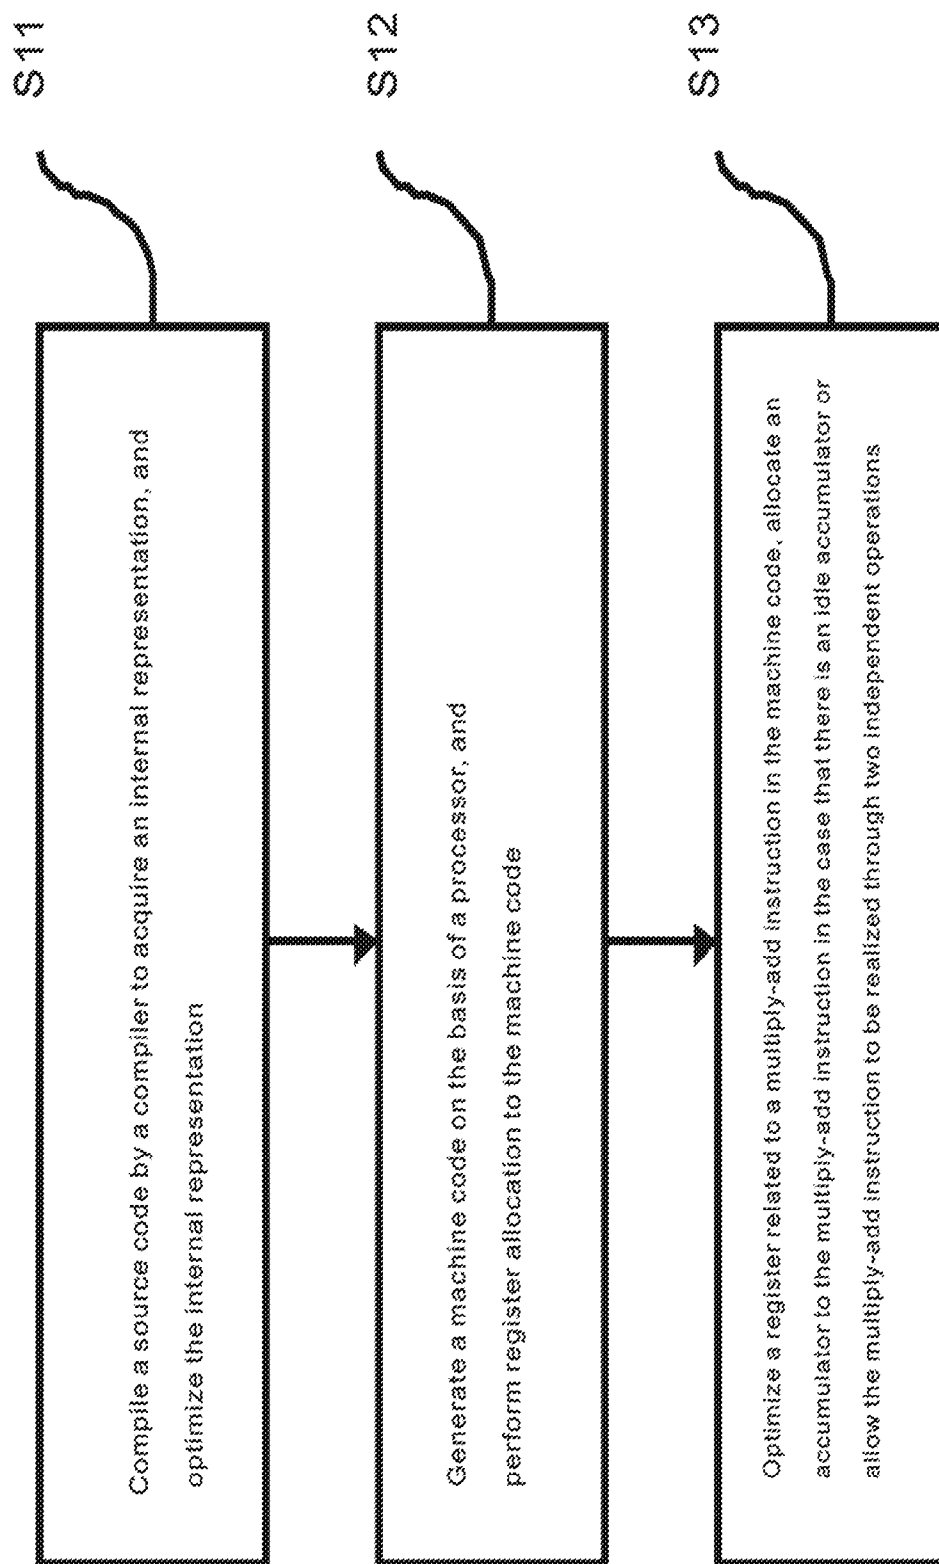 S11
Compile a source code by a compiler to acquire an internal representation, and
optimize the internal representation
S12
Generate a machine code on the basis of a processor, and
perform register allocation to the machine code
S13
Optimize a register related to a multiply-add instruction in the machine code, allocate an
accumulator to the multiply-add instruction in the case that there is an idle accumulator or
allow the multiply-add instruction to be realized through two independent operations